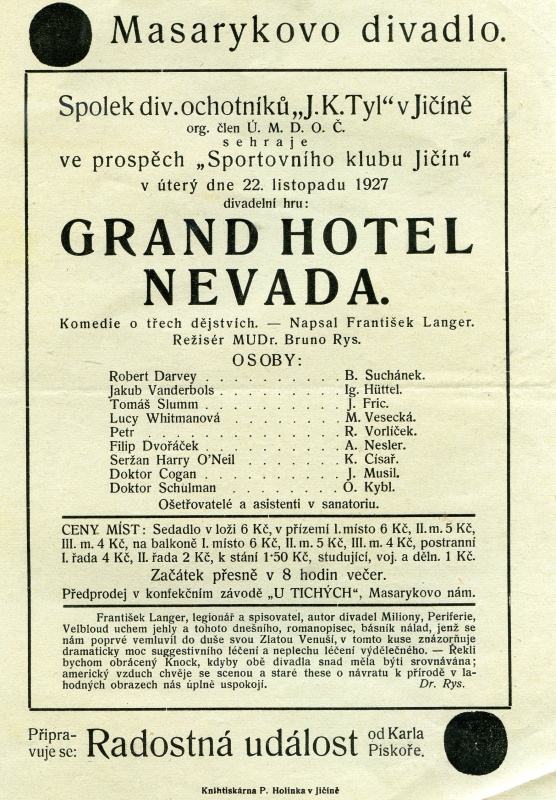 Masarykovo divadlo.
Spolek div. ochotníků „J. K. Tyl“ v Jičíně
org. člen Ú. M. D. O. Č.
sehraje
ve prospěch „Sportovního klubu Jičín“
v úterý dne 22. listopadu 1927
divadelní hru:
GRAND HOTEL
NEVADA.
Komedie o třech dějstvích. — Napsal František Langer.
Režisér MUDr. Bruno Rys.
OSOBY:
Robert Darvey . . . . . . . . . . B. Suchánek.
Jakub Vanderbols . . . . . . . . . Ig. Hüttel.
Tomáš Slumm . . . . . . . . . . J. Fric.
Lucy Whitmanová . . . . . . . . . M. Vesecká.
Petr . . . . . . . . . . . . . R. Vorlíček.
Filip Dvořáček . . . . . . . . . . A. Nesler.
Seržan Harry O'Neil . . . . . . . . K. Císař.
Doktor Cogan . . . . . . . . . . J. Musil.
Doktor Schulman . . . . . . . . . O. Kybl.
Ošetřovatelé a asistenti v sanatoriu.
CENY MÍST: Sedadlo v loži 6 Kč, v přízemí I. místo 6 Kč, II. m. 5 Kč,
III. m. 4 Kč, na balkoně I. místo 6 Kč, II. m. 5 Kč, III. m. 4 Kč, postranní
I. řada 4 Kč, II. řada 2 Kč, k stání 1·50 Kč, studující, voj. a děln. 1 Kč.
Začátek přesně v 8 hodin večer.
Předprodej v konfekčním závodě „U TICHÝCH“, Masarykovo nám.
František Langer, legionář a spisovatel, autor divadel Miliony, Periferie,
Velbloud uchem jehly a tohoto dnešního, romanopisec, básník nálad, jenž se
nám poprvé vemluvil do duše svou Zlatou Venuší, v tomto kuse znázorňuje
dramaticky moc suggestivního léčení a neplechu léčení výdělečného. — Řekli
bychom obrácený Knock, kdyby obě divadla snad měla býti srovnávána;
americký vzduch chvěje se scenou a staré these o návratu k přírodě v la-
hodných obrazech nás úplně uspokojí. Dr. Rys.
Připra-
vuje se: Radostná událost od Karla
Piskoře.
Knihtiskárna P. Holinka v Jičíně